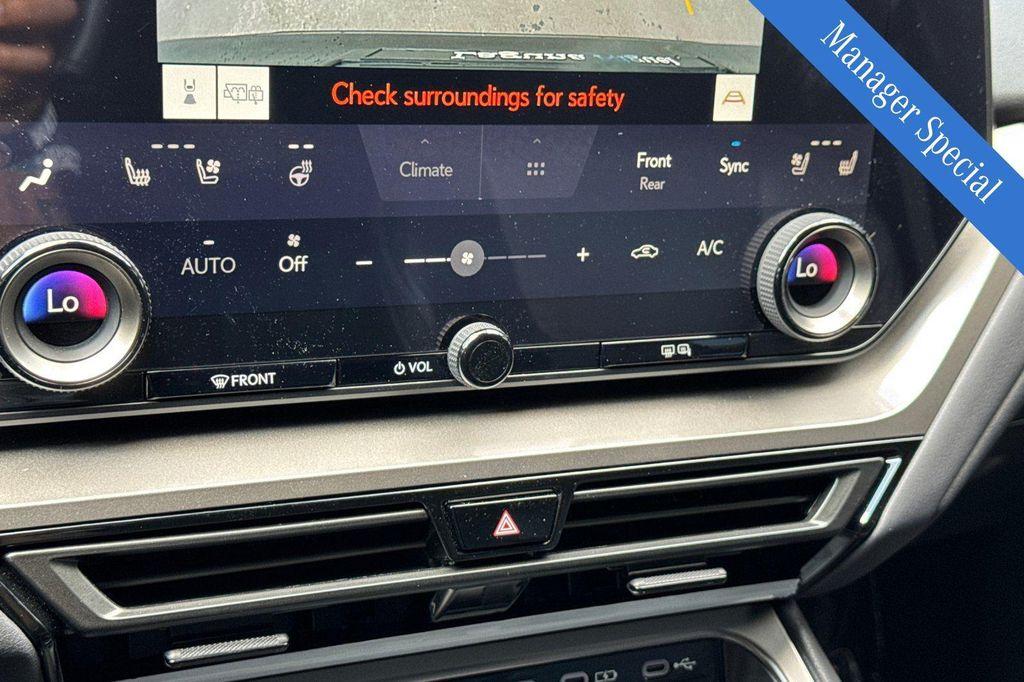 Manager Special
Check surroundings for safety
Climate
Front
Rear
Sync
AUTO
Off
A/C
Lo
Lo
FRONT
VOL